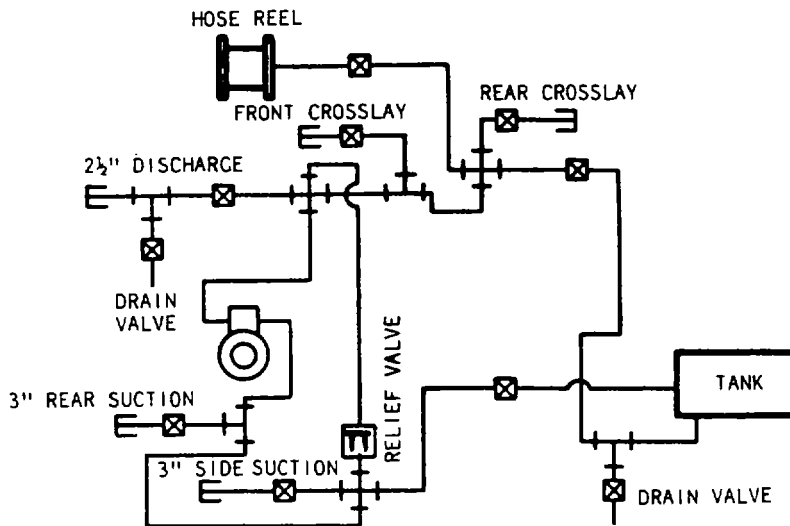 HOSE REEL
FRONT CROSSLAY
REAR CROSSLAY
2½" DISCHARGE
DRAIN
VALVE
RELIEF VALVE
TANK
3" REAR SUCTION
3" SIDE SUCTION
DRAIN VALVE